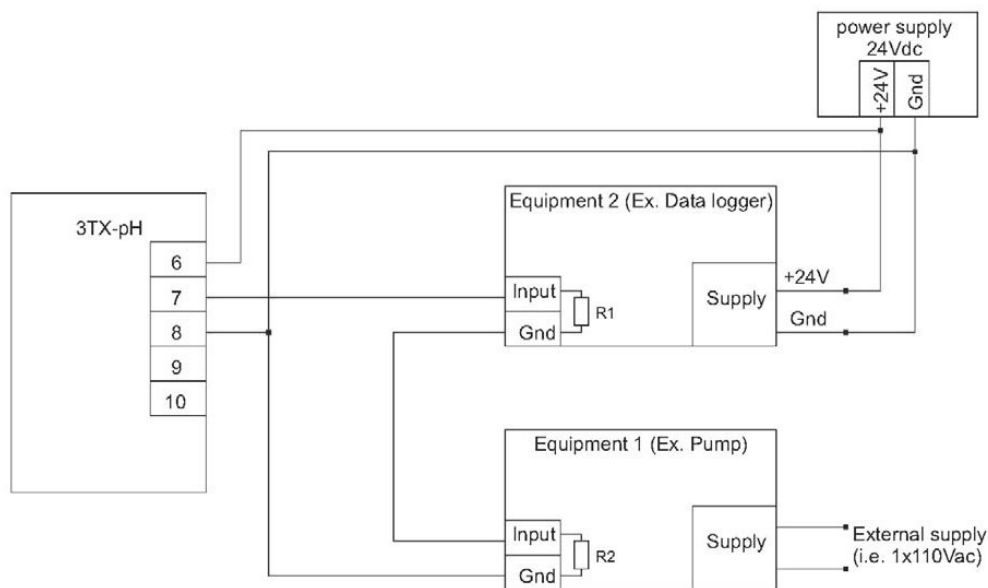 power supply
24Vdc
+24V
Gnd
3TX-pH
6
7
8
9
10
Equipment 2 (Ex. Data logger)
Input
Gnd
R1
Supply
+24V
Gnd
Equipment 1 (Ex. Pump)
Input
Gnd
R2
Supply
External supply
(i.e. 1x110Vac)